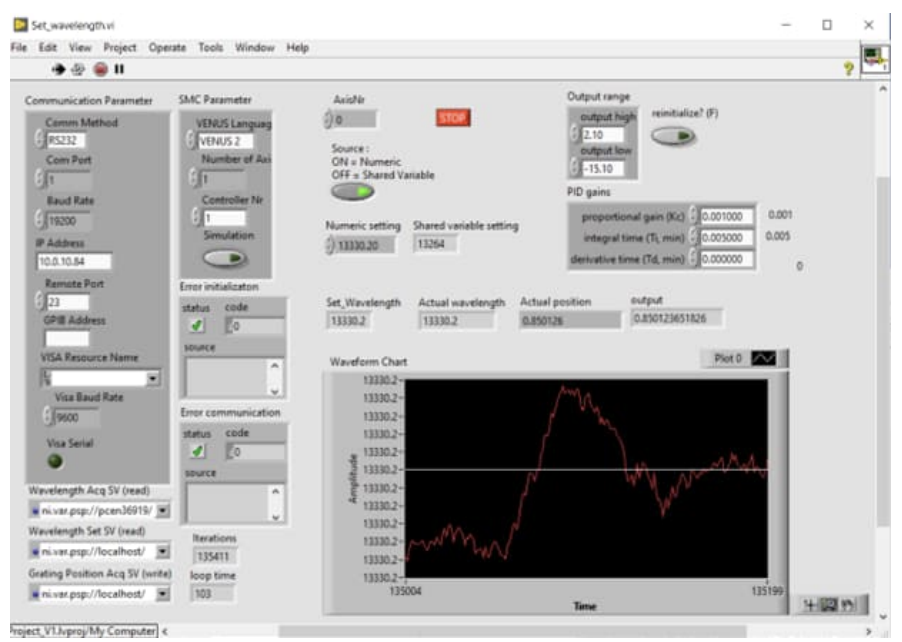 Set_wavelength.vi
File Edit View Project Operate Tools Window Help
Communication Parameter
Comm Method
RS232
Com Port
1
Baud Rate
19200
IP Address
10.0.10.84
Remote Port
23
GPIB Address
VISA Resource Name
Visa Baud Rate
9600
Visa Serial
Wavelength Acq SV (read)
ni.var.psp://pcen36919/
Wavelength Set SV (read)
ni.var.psp://localhost/
Grating Position Acq SV (write)
ni.var.psp://localhost/
SMC Parameter
VENUS Languag
VENUS 2
Number of Axi
1
Controller Nr
1
Simulation
Error initializaton
status code
0
source
Error communication
status code
0
source
Iterations
135411
loop time
103
AxisNr
0
STOP
Source :
ON = Numeric
OFF = Shared Variable
Numeric setting Shared variable setting
13330.20 13264
Output range
output high
2.10
output low
-15.10
reinitialize? (F)
PID gains
proportional gain (Kc) 0.001000 0.001
integral time (Ti, min) 0.005000 0.005
derivative time (Td, min) 0.000000 0
Set_Wavelength Actual wavelength Actual position output
13330.2 13330.2 0.850126 0.850123651826
Waveform Chart
Plot 0
13330.2-
13330.2-
13330.2-
13330.2-
13330.2-
13330.2-
13330.2-
13330.2-
13330.2-
13330.2-
13330.2-
13330.2-
Amplitude
135004 135199
Time
Project_V1.lvproj/My Computer